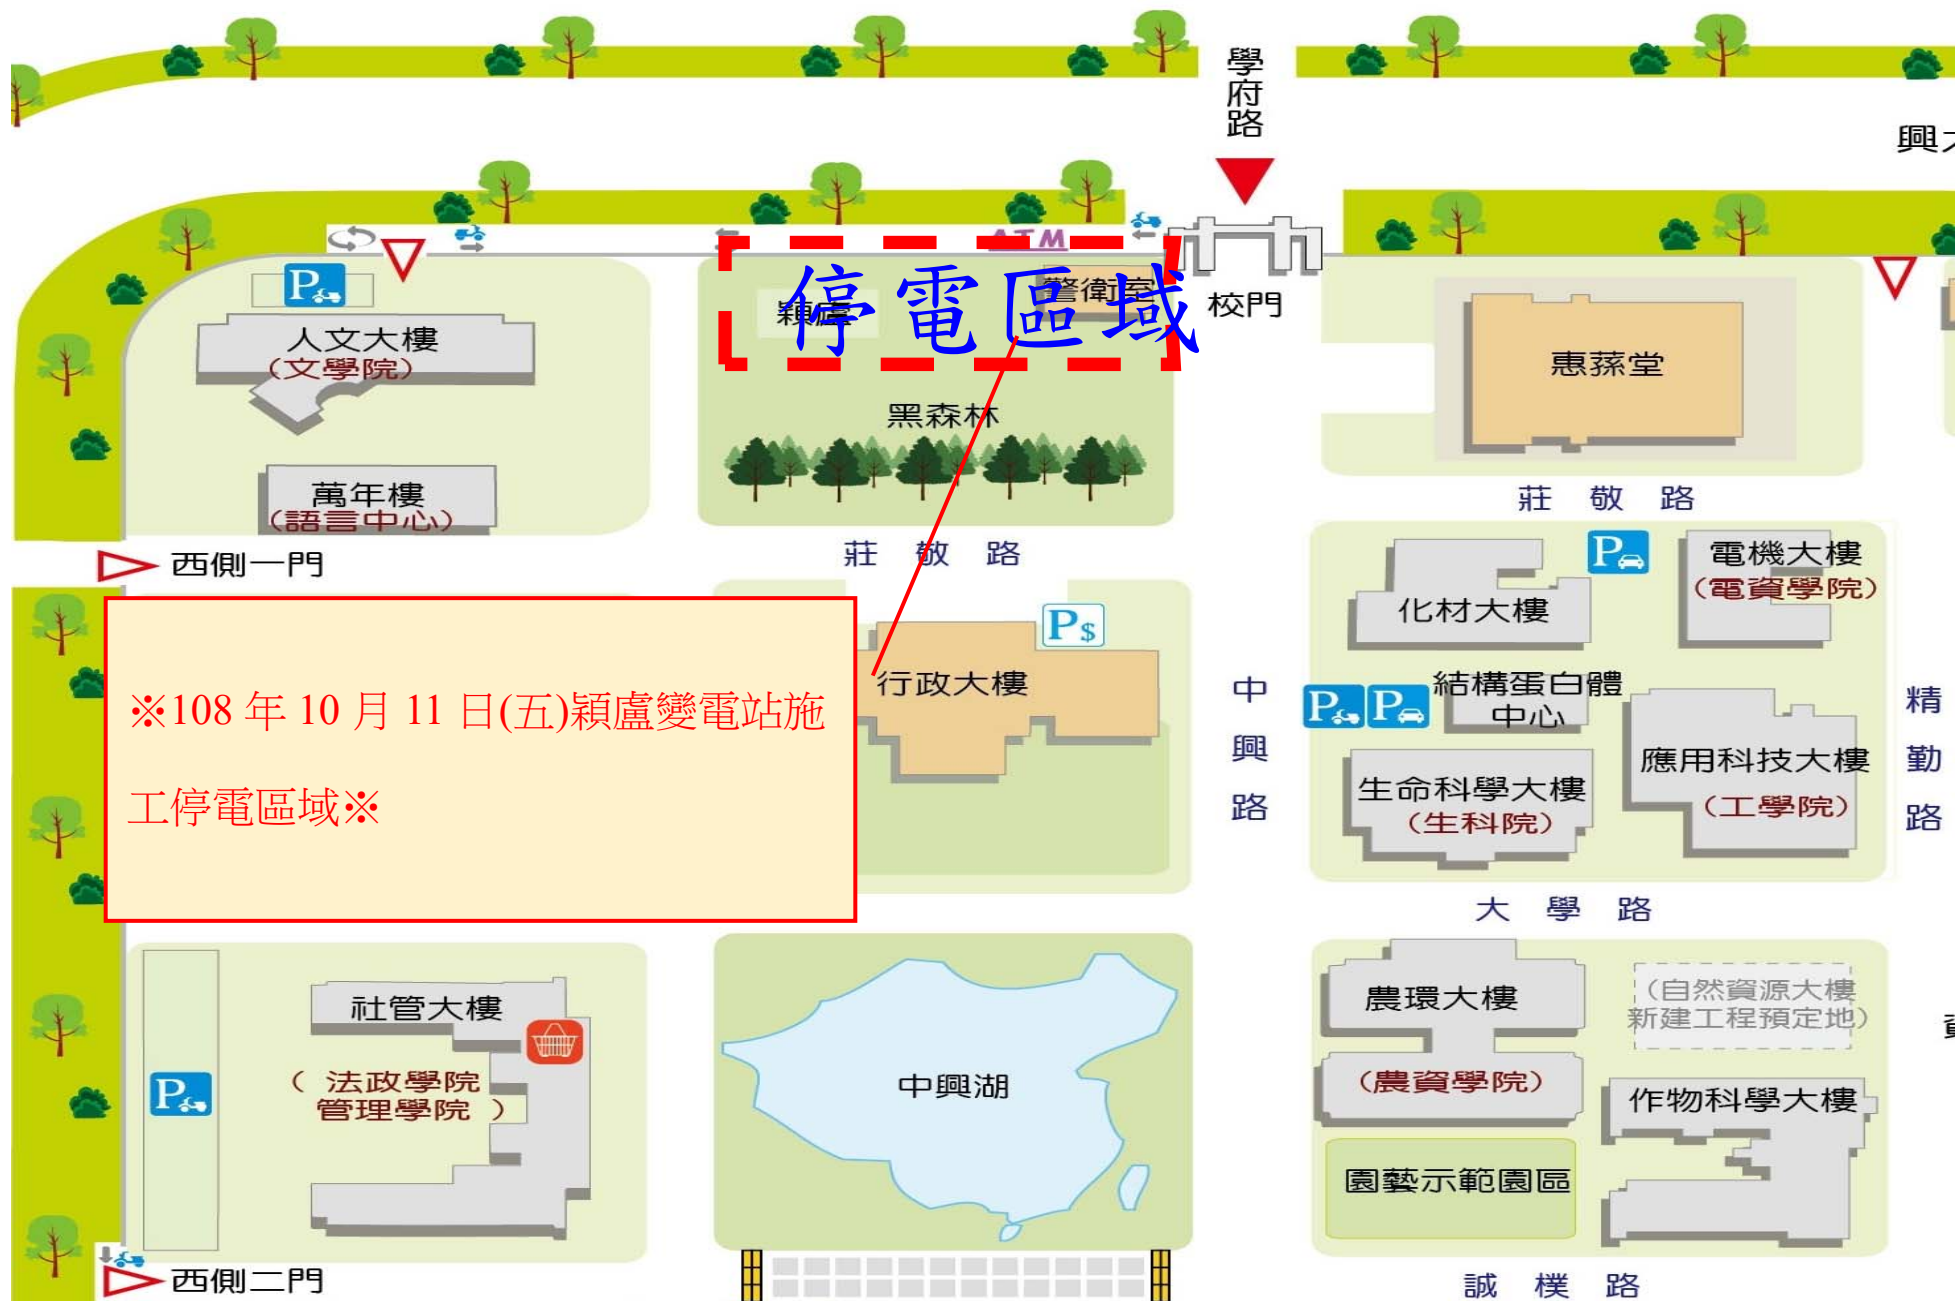 學府路
興大
ATM
停電區域
穎廬
警衛室
校門
人文大樓
(文學院)
惠蓀堂
黑森林
萬年樓
(語言中心)
莊敬路
莊敬路
西側一門
化材大樓
電機大樓
(電資學院)
P$
行政大樓
※108 年 10 月 11 日(五)穎廬變電站施
工停電區域※
中興路
結構蛋白體
中心
精勤路
應用科技大樓
(工學院)
生命科學大樓
(生科院)
大學路
社管大樓
(法政學院
管理學院)
中興湖
農環大樓
(農資學院)
(自然資源大樓
新建工程預定地)
作物科學大樓
園藝示範園區
西側二門
誠樸路
P
P
P
P
P